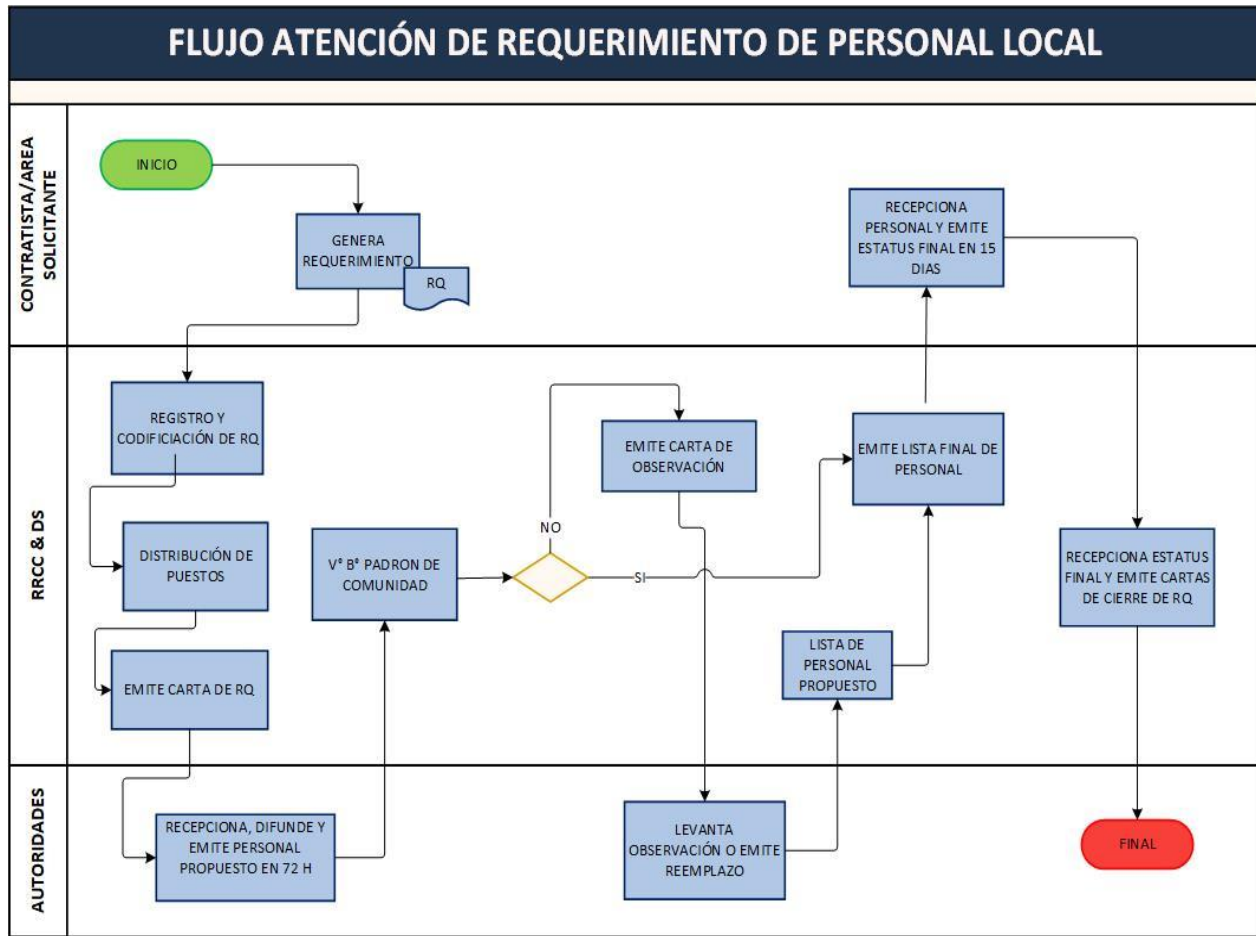 FLUJO ATENCIÓN DE REQUERIMIENTO DE PERSONAL LOCAL
CONTRATISTA/AREA
SOLICITANTE
INICIO
GENERA
REQUERIMIENTO
RQ
RECEPCIONA
PERSONAL Y EMITE
ESTATUS FINAL EN 15
DIAS
RRCC & DS
REGISTRO Y
CODIFICIACIÓN DE RQ
DISTRIBUCIÓN DE
PUESTOS
EMITE CARTA DE RQ
V° B° PADRON DE
COMUNIDAD
NO
SI
EMITE CARTA DE
OBSERVACIÓN
EMITE LISTA FINAL DE
PERSONAL
LISTA DE
PERSONAL
PROPUESTO
RECEPCIONA ESTATUS
FINAL Y EMITE CARTAS
DE CIERRE DE RQ
AUTORIDADES
RECEPCIONA, DIFUNDE Y
EMITE PERSONAL
PROPUESTO EN 72 H
LEVANTA
OBSERVACIÓN O EMITE
REEMPLAZO
FINAL